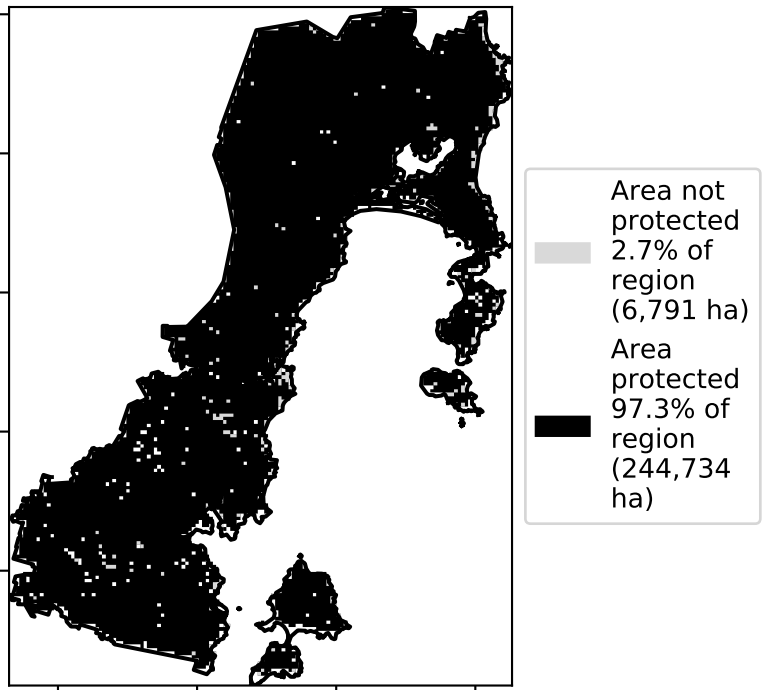 Area not
protected
2.7% of
region
(6,791 ha)
Area
protected
97.3% of
region
(244,734
ha)